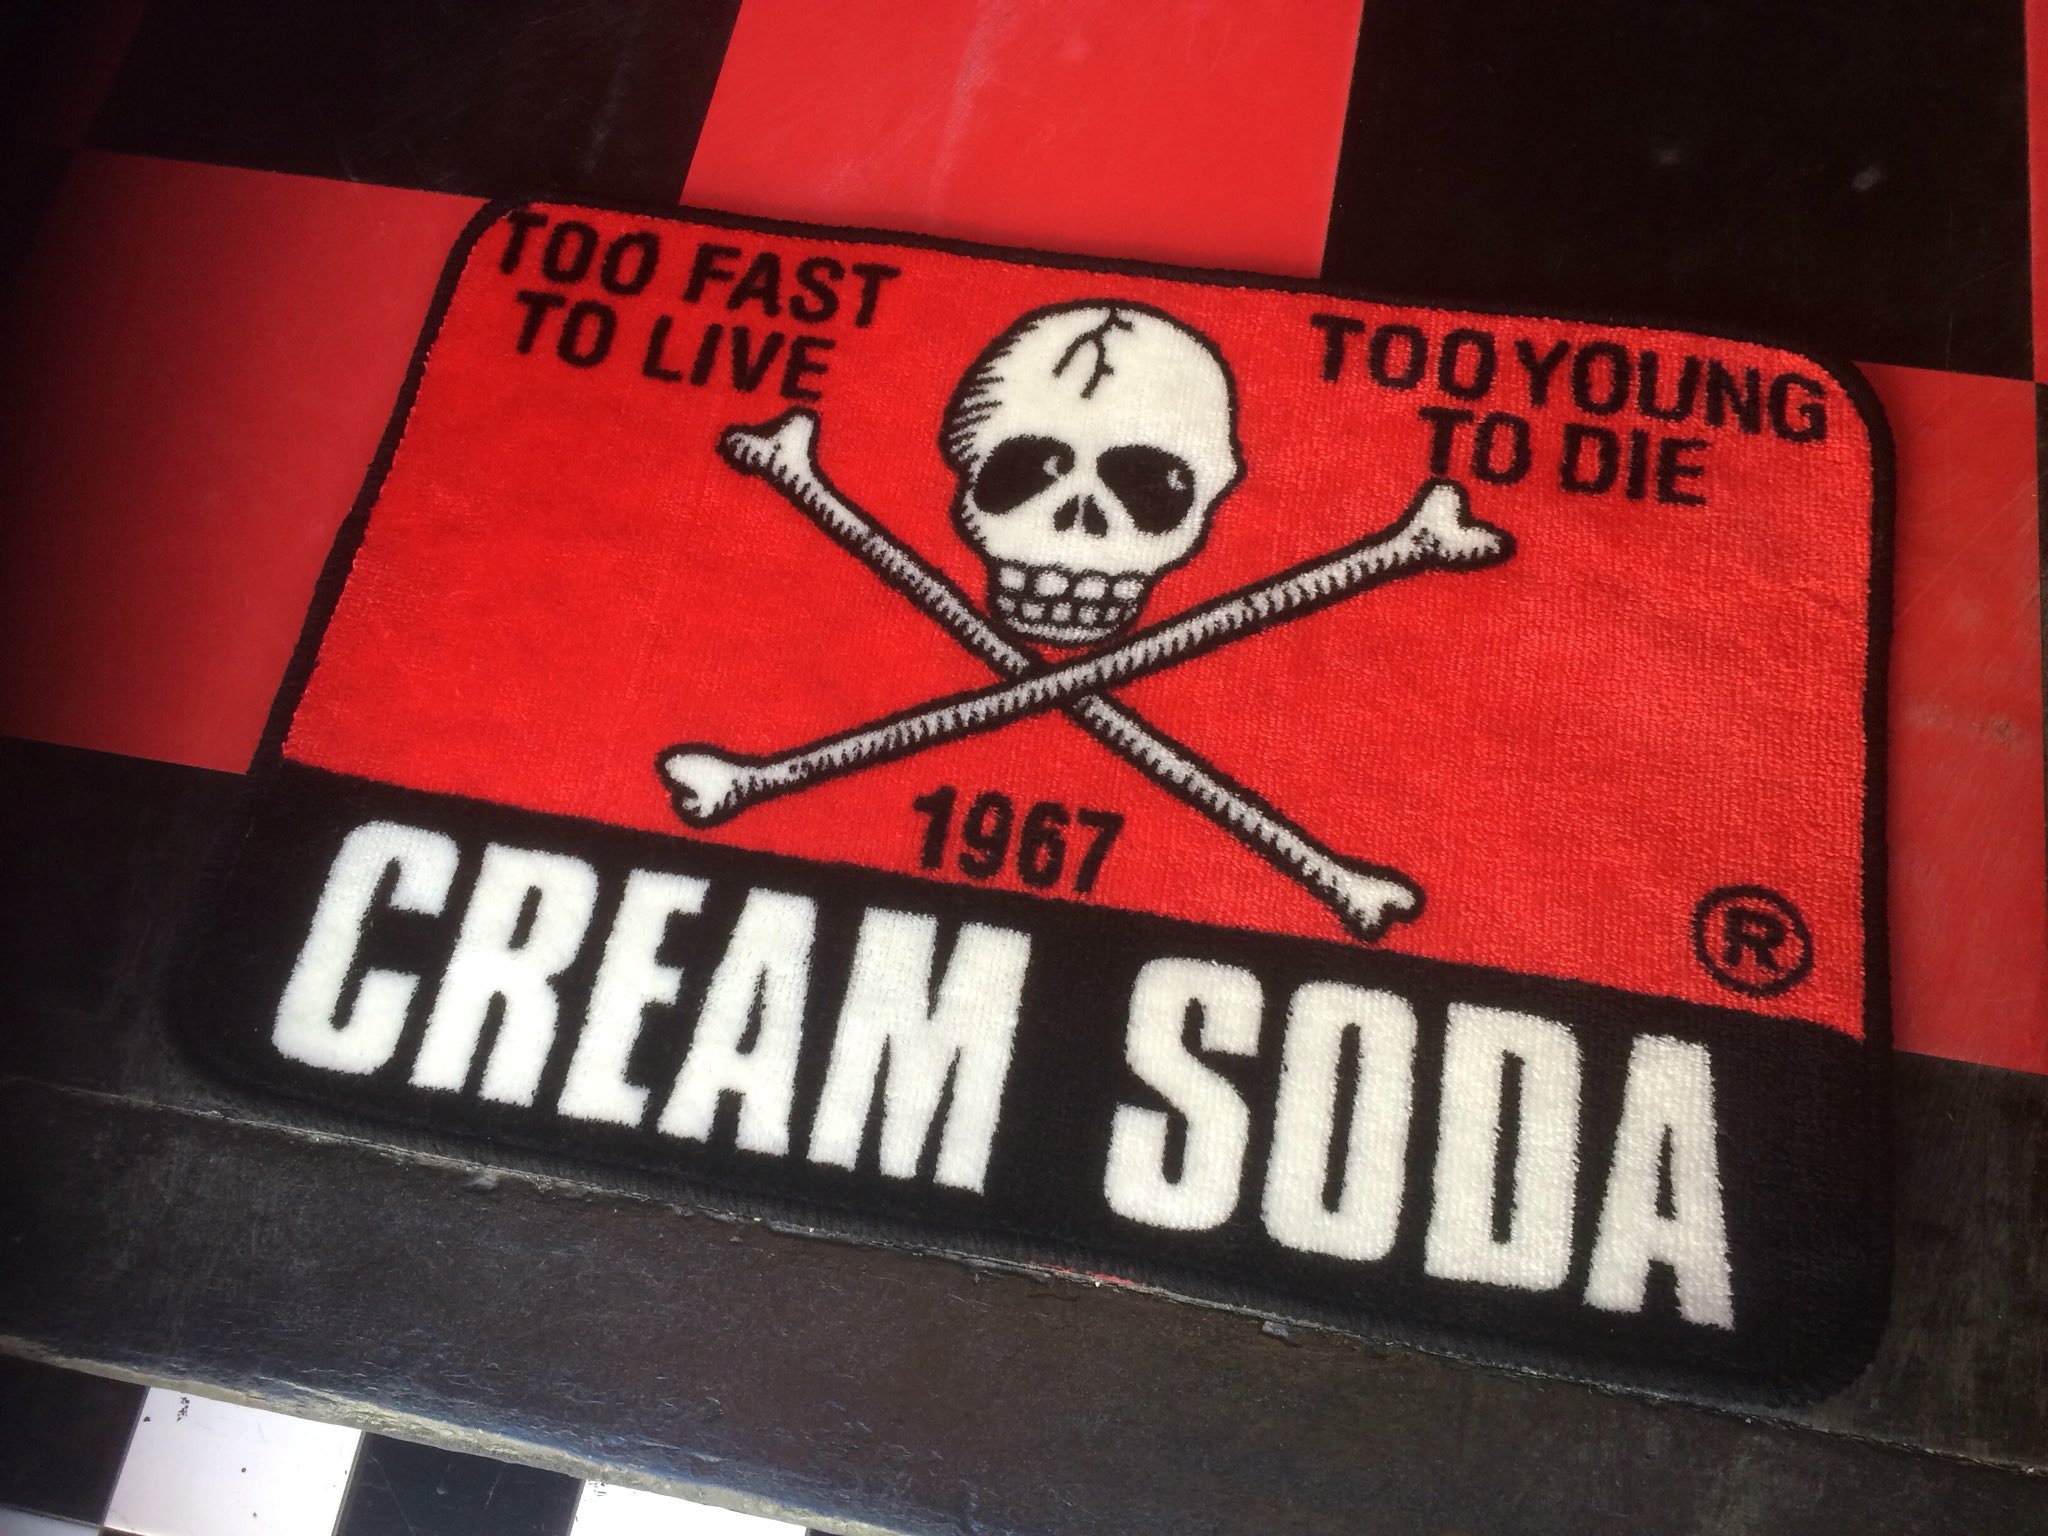 TOO FAST
TO LIVE
TOO YOUNG
TO DIE
1967
®
CREAM SODA